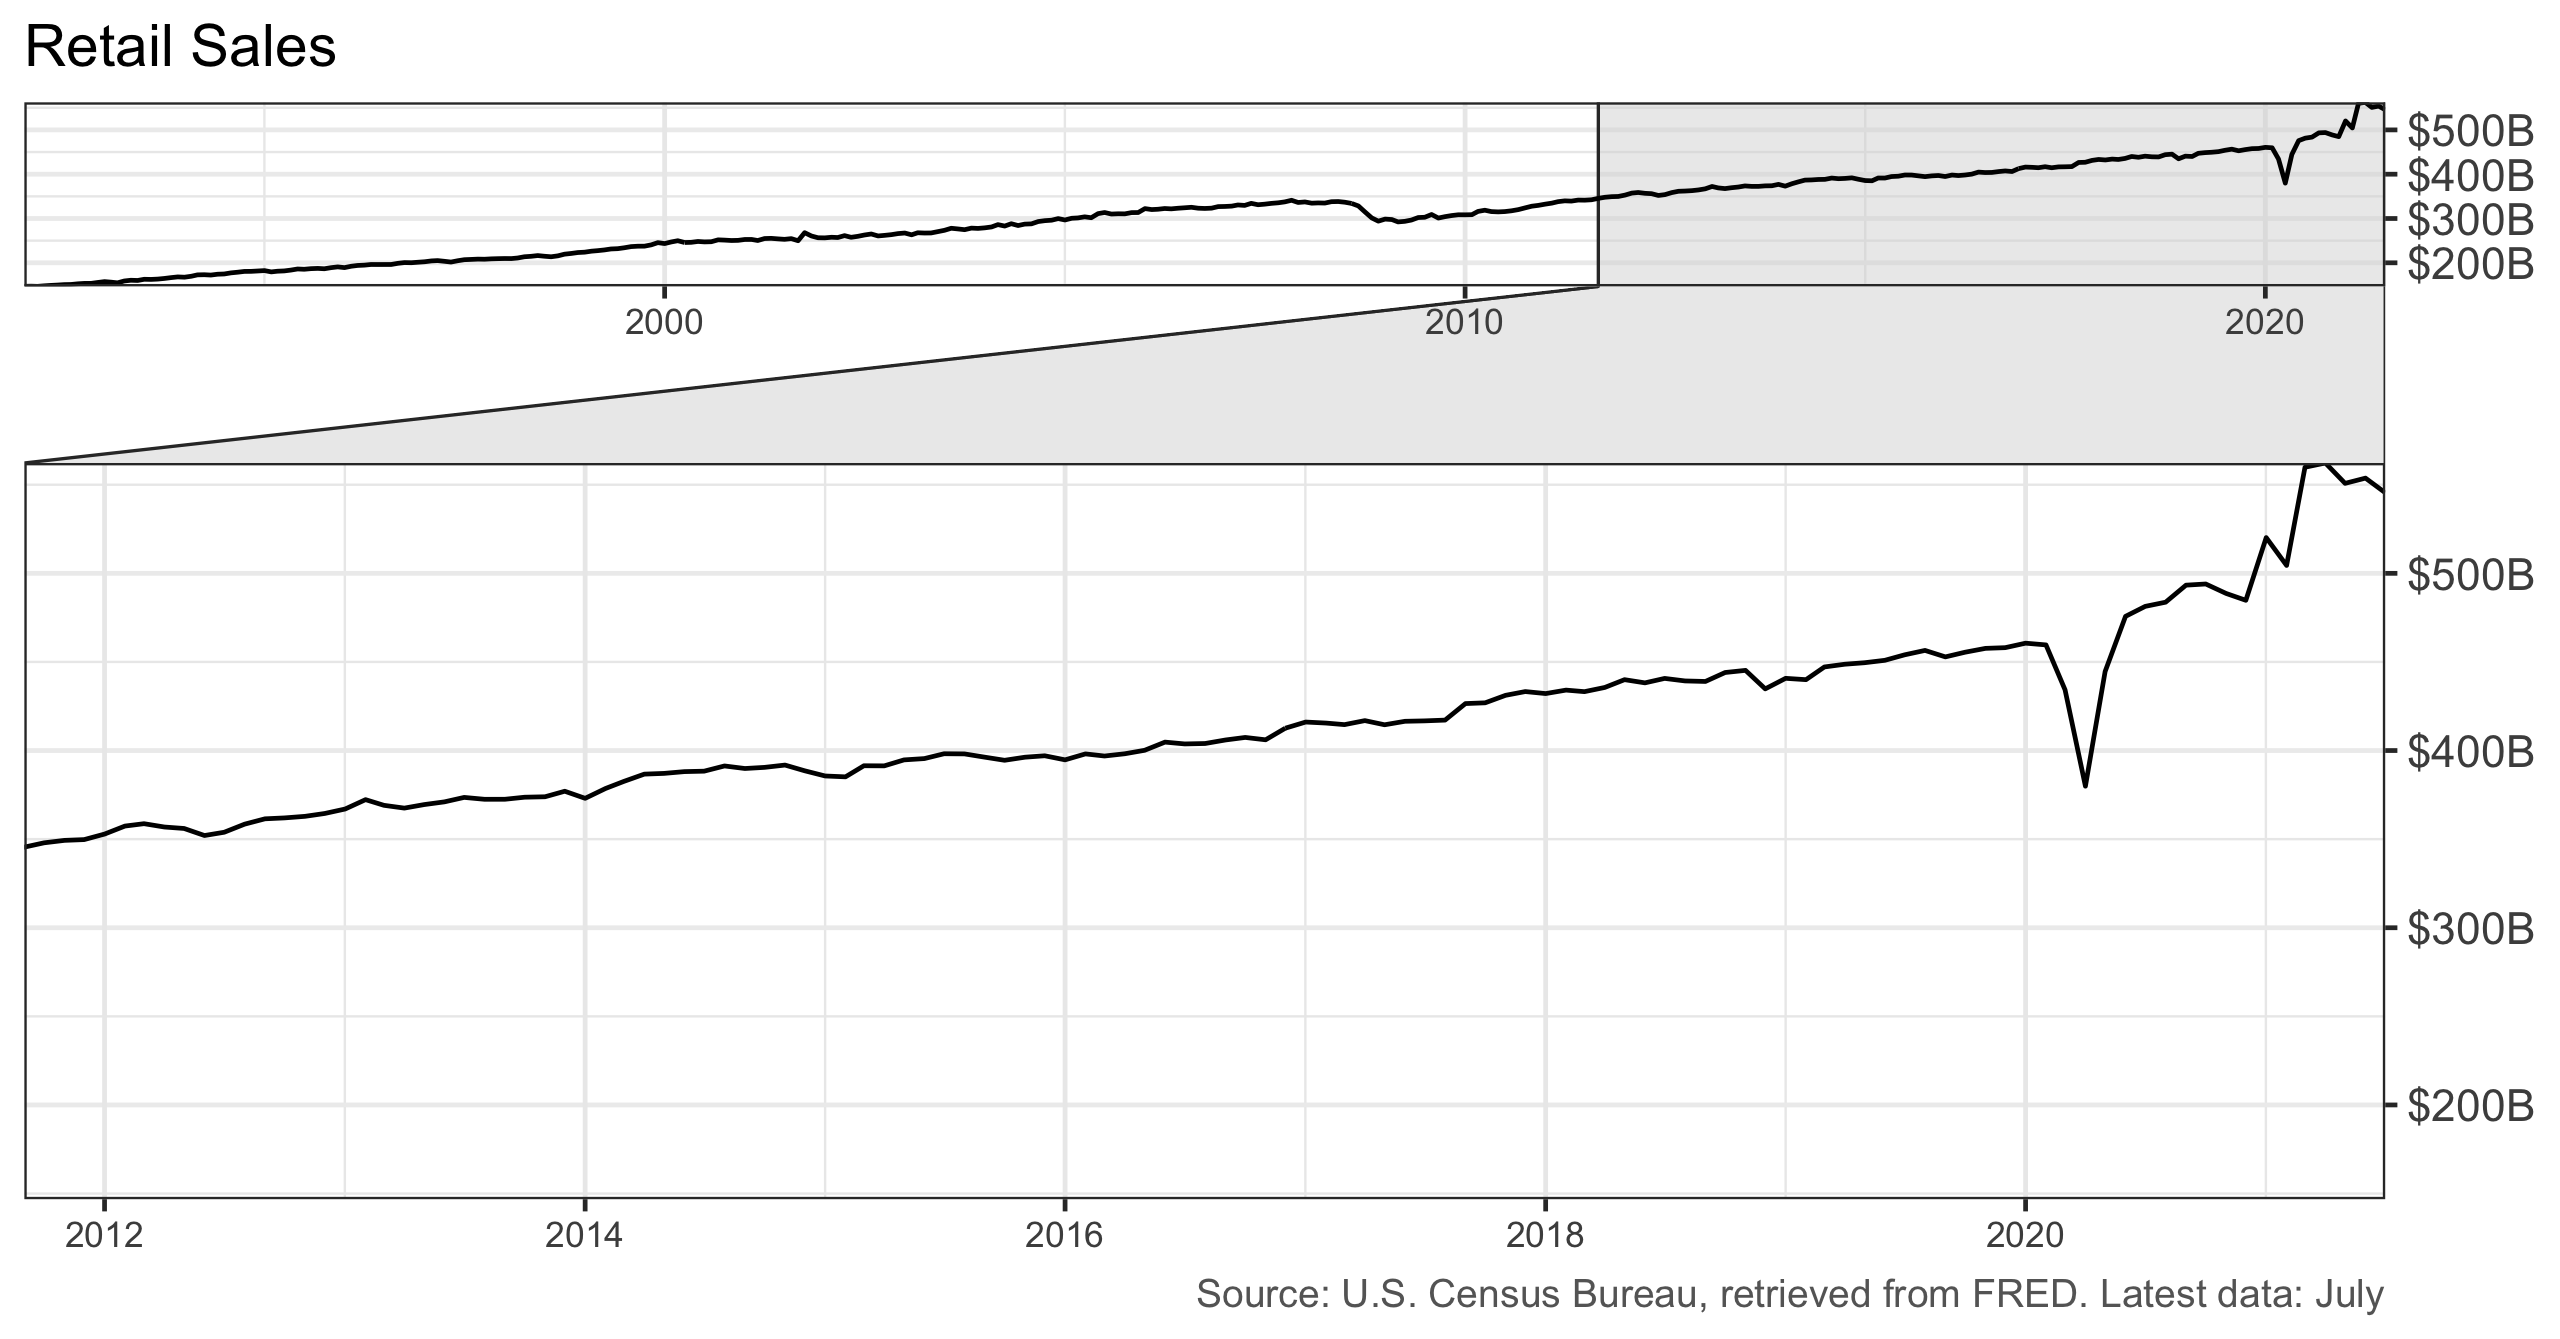 Retail Sales
$500B
$400B
$300B
$200B
2000 2010 2020
$500B
$400B
$300B
$200B
2012 2014 2016 2018 2020
Source: U.S. Census Bureau, retrieved from FRED. Latest data: July